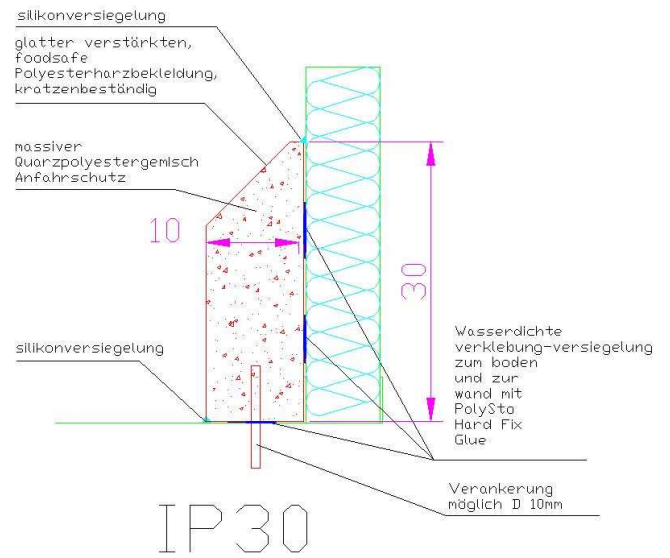 silikonversiegelung
glatter verstärkten,
foodsafe
Polyesterharzbekleidung,
kratzenbeständig
massiver
Quarzpolyestergemisch
Anfahrschutz
10
30
silikonversiegelung
Wasserdichte
verklebung-versiegelung
zum boden
und zur
wand mit
PolySto
Hard Fix
Glue
Verankerung
möglich D 10mm
IP30